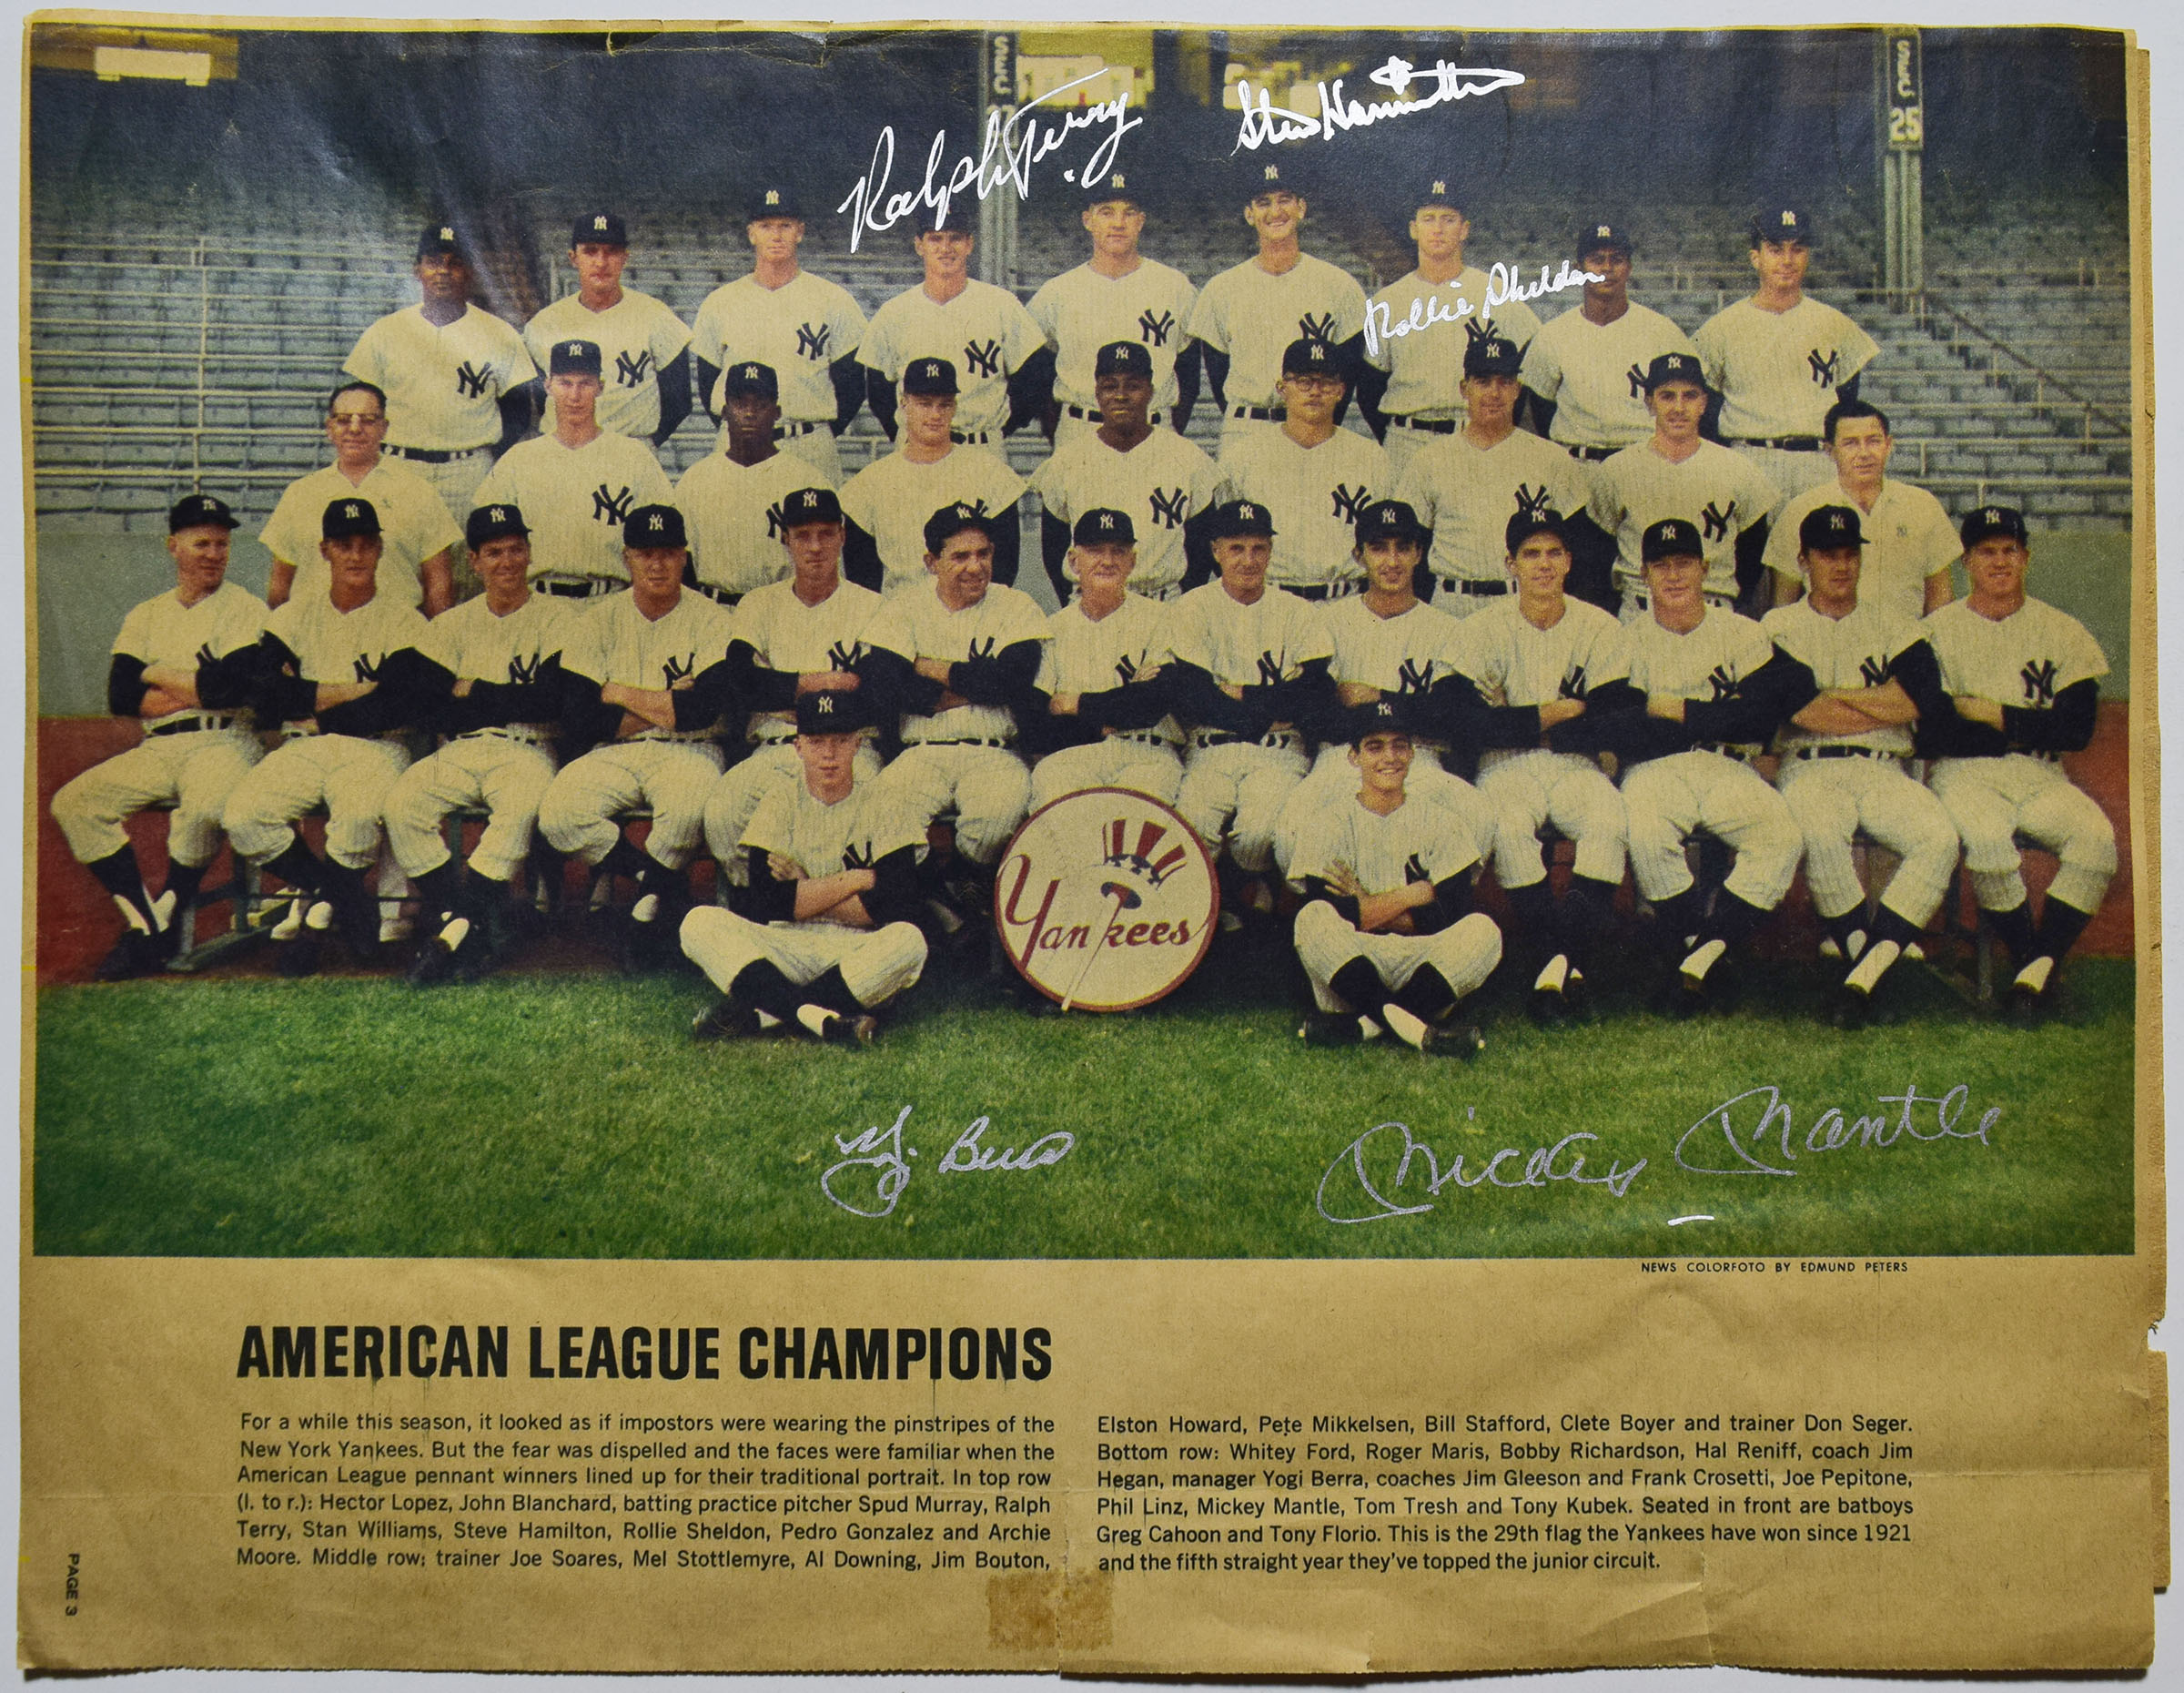 SEC
25
Ralph Terry
Steve Hamilton
Rollie Sheldon
NY
Yankees
Yogi Berra
Mickey Mantle
NEWS COLORFOTO BY EDMUND PETERS
AMERICAN LEAGUE CHAMPIONS
For a while this season, it looked as if impostors were wearing the pinstripes of the
New York Yankees. But the fear was dispelled and the faces were familiar when the
American League pennant winners lined up for their traditional portrait. In top row
(l. to r.): Hector Lopez, John Blanchard, batting practice pitcher Spud Murray, Ralph
Terry, Stan Williams, Steve Hamilton, Rollie Sheldon, Pedro Gonzalez and Archie
Moore. Middle row: trainer Joe Soares, Mel Stottlemyre, Al Downing, Jim Bouton,
Elston Howard, Pete Mikkelsen, Bill Stafford, Clete Boyer and trainer Don Seger.
Bottom row: Whitey Ford, Roger Maris, Bobby Richardson, Hal Reniff, coach Jim
Hegan, manager Yogi Berra, coaches Jim Gleeson and Frank Crosetti, Joe Pepitone,
Phil Linz, Mickey Mantle, Tom Tresh and Tony Kubek. Seated in front are batboys
Greg Cahoon and Tony Florio. This is the 29th flag the Yankees have won since 1921
and the fifth straight year they've topped the junior circuit.
PAGE 3